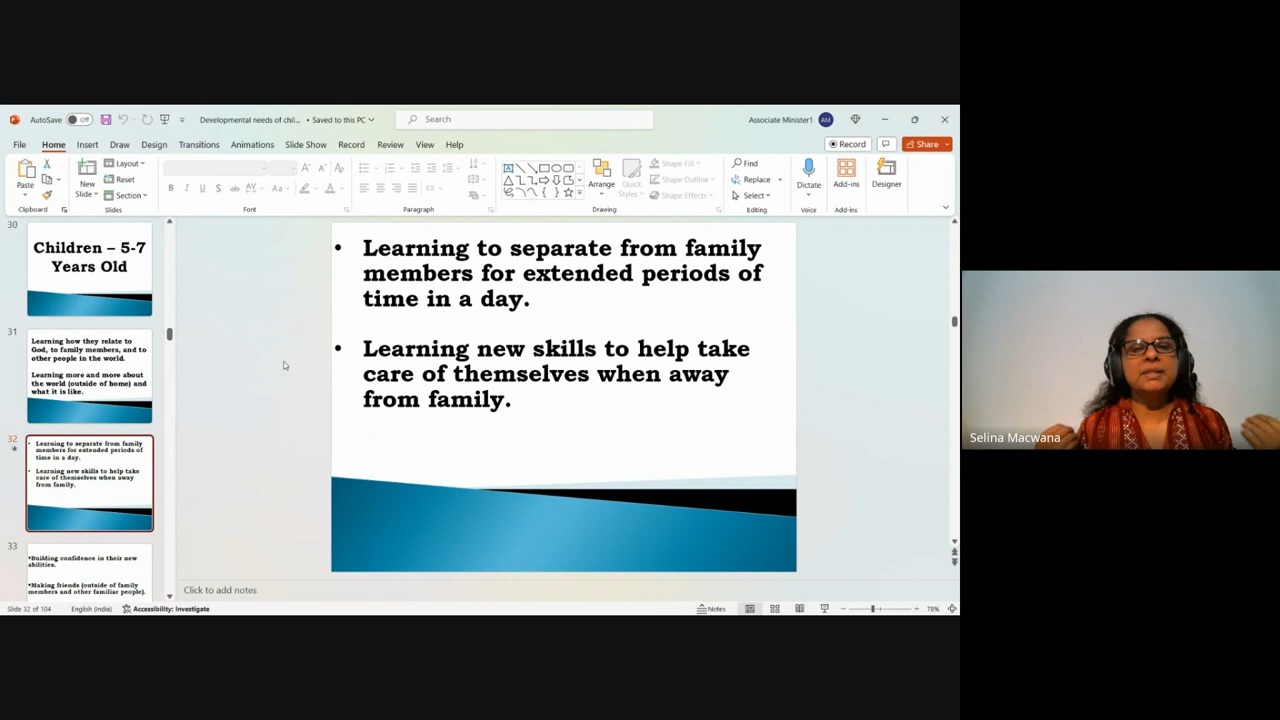 AutoSave Off Developmental needs of chil... • Saved to this PC Search Associate Minister1 AM
File Home Insert Draw Design Transitions Animations Slide Show Record Review View Help Record Share
Paste New Slide Layout Reset Section Arrange Quick Styles Shape Fill Shape Outline Shape Effects Find Replace Select Dictate Add-ins Designer
Clipboard Slides Font Paragraph Drawing Editing Voice Add-ins
30
Children – 5-7
Years Old
31
Learning how they relate to
God, to family members, and to
other people in the world.
Learning more and more about
the world (outside of home) and
what it is like.
32
• Learning to separate from family
members for extended periods of
time in a day.
• Learning new skills to help take
care of themselves when away
from family.
33
•Building confidence in their new
abilities.
•Making friends (outside of family
members and other familiar people).
• Learning to separate from family
members for extended periods of
time in a day.
• Learning new skills to help take
care of themselves when away
from family.
Click to add notes
Slide 32 of 104 English (India) Accessibility: Investigate Notes 78%
Selina Macwana